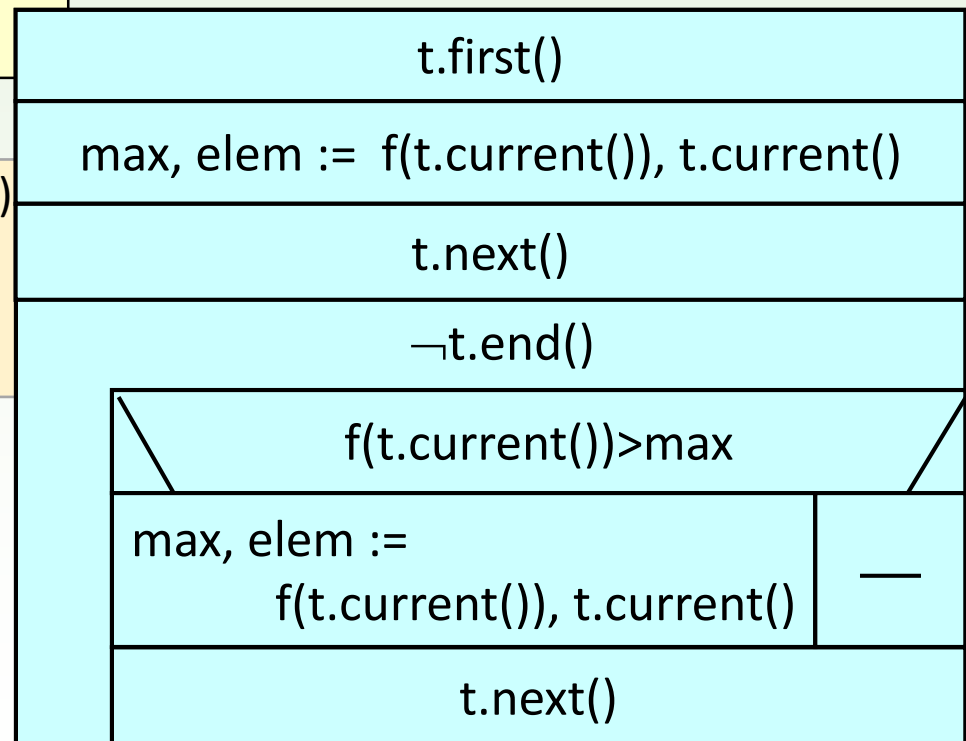 t.first()
max, elem := f(t.current()), t.current()
)
t.next()
¬t.end()
f(t.current())>max
max, elem :=
f(t.current()), t.current()
—
t.next()